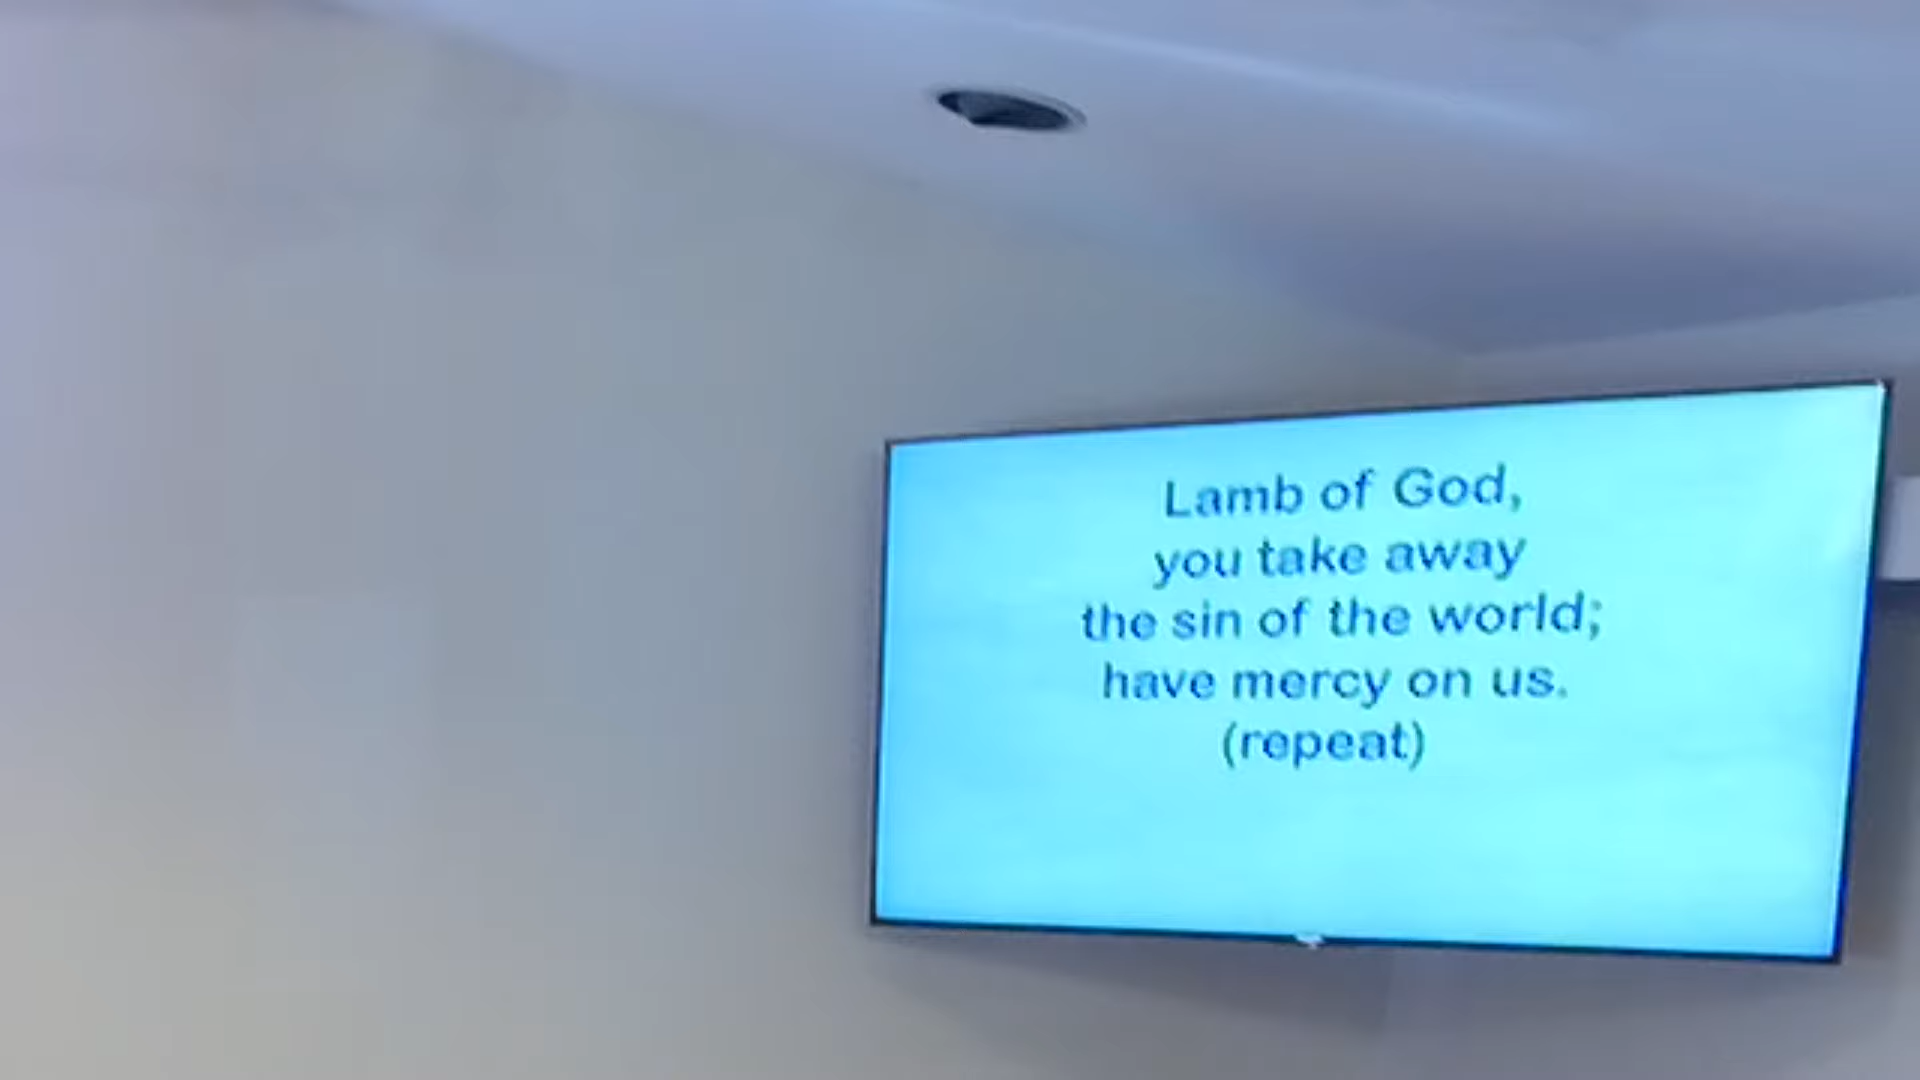 Lamb of God,
you take away
the sin of the world;
have mercy on us.
(repeat)